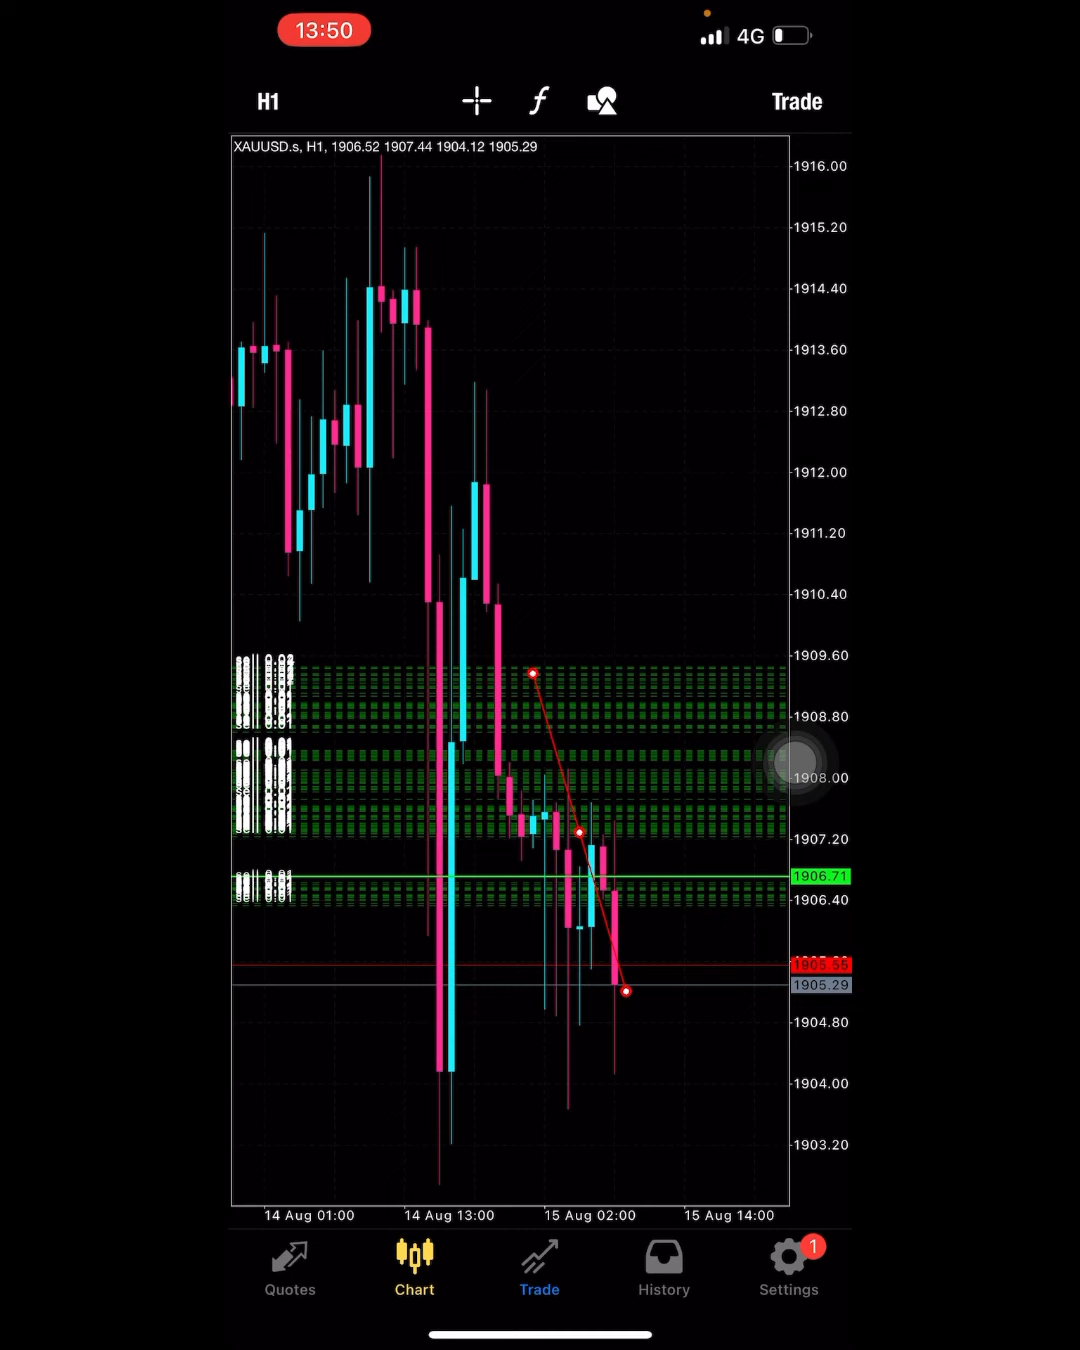 13:50
4G
H1
f
Trade
XAUUSD.s, H1, 1906.52 1907.44 1904.12 1905.29
1916.00
1915.20
1914.40
1913.60
1912.80
1912.00
1911.20
1910.40
1909.60
1908.80
1908.00
1907.20
1906.71
1906.40
1905.55
1905.29
1904.80
1904.00
1903.20
14 Aug 01:00
14 Aug 13:00
15 Aug 02:00
15 Aug 14:00
1
Quotes
Chart
Trade
History
Settings